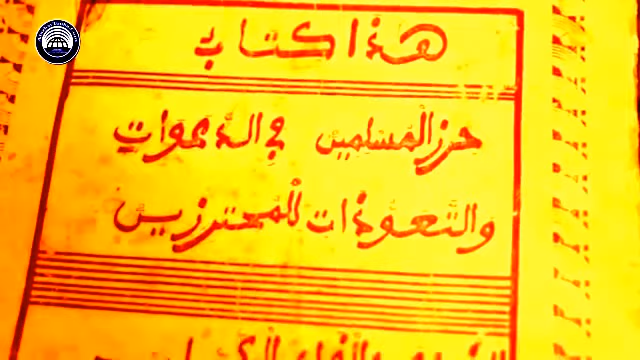 هذا كتاب
حرز المسلمين في الدعوات
والتعوذات للمحترزين